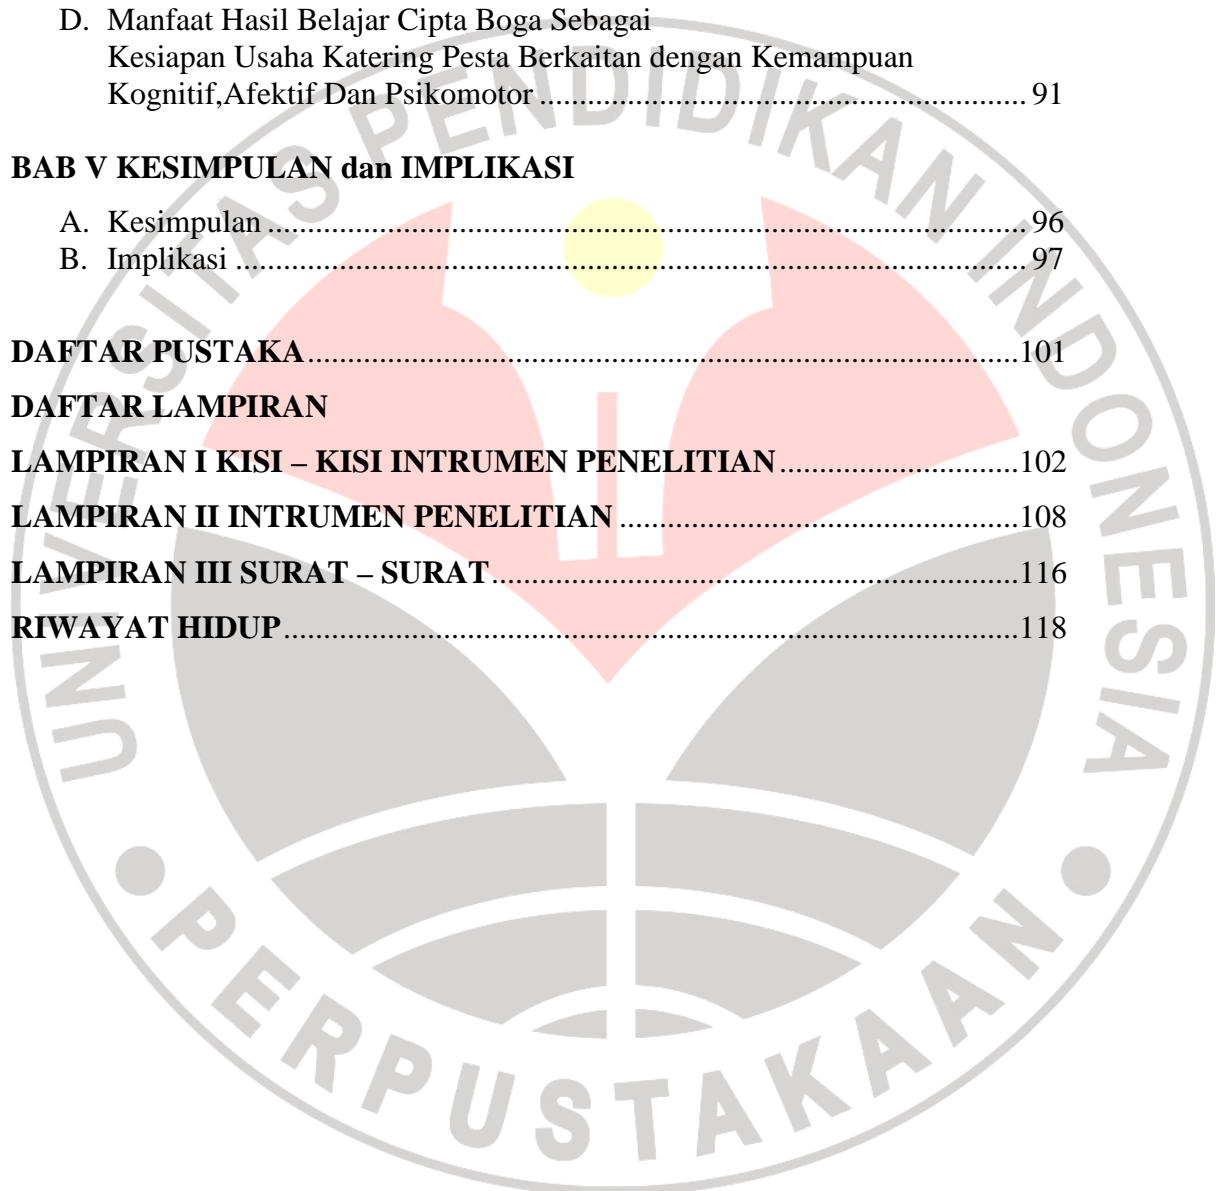 D. Manfaat Hasil Belajar Cipta Boga Sebagai
Kesiapan Usaha Katering Pesta Berkaitan dengan Kemampuan
Kognitif,Afektif Dan Psikomotor ................................................................ 91
BAB V KESIMPULAN dan IMPLIKASI
A. Kesimpulan .................................................................................................... 96
B. Implikasi ........................................................................................................ 97
DAFTAR PUSTAKA.............................................................................................101
DAFTAR LAMPIRAN
LAMPIRAN I KISI – KISI INTRUMEN PENELITIAN...............................102
LAMPIRAN II INTRUMEN PENELITIAN ....................................................108
LAMPIRAN III SURAT – SURAT.....................................................................116
RIWAYAT HIDUP................................................................................................118
UNIVERSITAS PENDIDIKAN INDONESIA
PERPUSTAKAAN